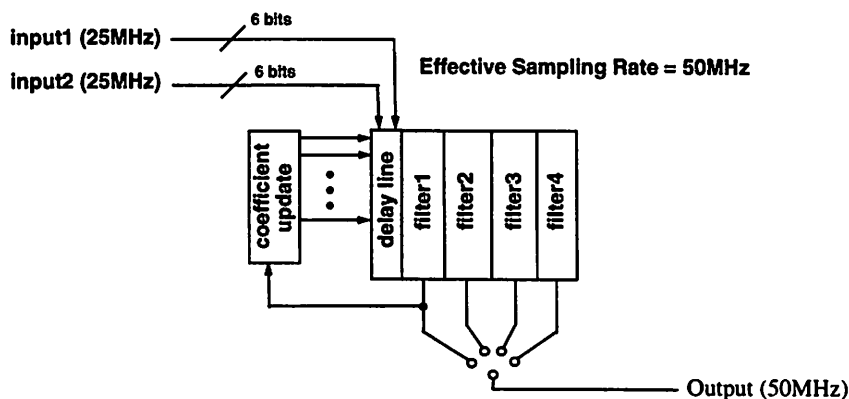 6 bits
input1 (25MHz)
Effective Sampling Rate = 50MHz
6 bits
input2 (25MHz)
coefficient
update
delay line
filter1
filter2
filter3
filter4
Output (50MHz)